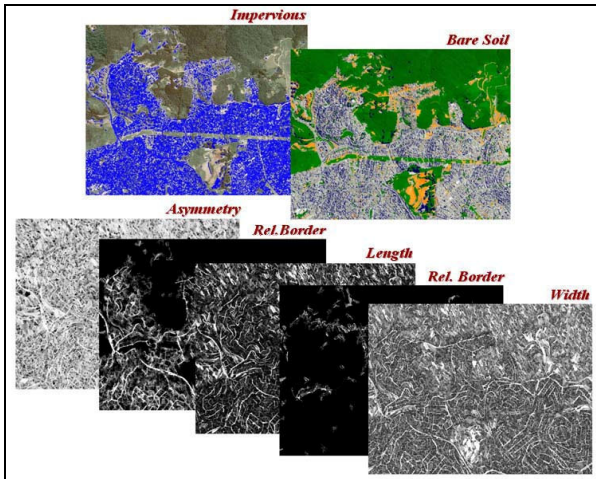 Impervious
Bare Soil
Asymmetry
Rel.Border
Length
Rel. Border
Width